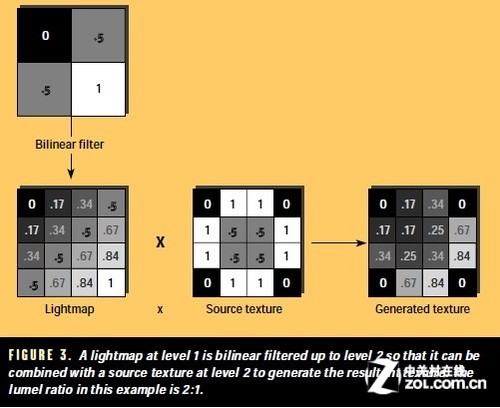 0 .5
.5 1
Bilinear filter
0 .17 .34 .5 0 1 1 0 0 .17 .34 0
.17 .34 .5 .67 1 .5 .5 1 .17 .17 .25 .67
X
.34 .5 .67 .84 1 .5 .5 1 .34 .25 .34 .84
.5 .67 .84 1 0 1 1 0 0 .67 .84 0
Lightmap x Source texture Generated texture
FIGURE 3. A lightmap at level 1 is bilinear filtered up to level 2 so that it can be
combined with a source texture at level 2 to generate the
lumel ratio in this example is 2:1.
Z 中关村在线
zol.com.cn